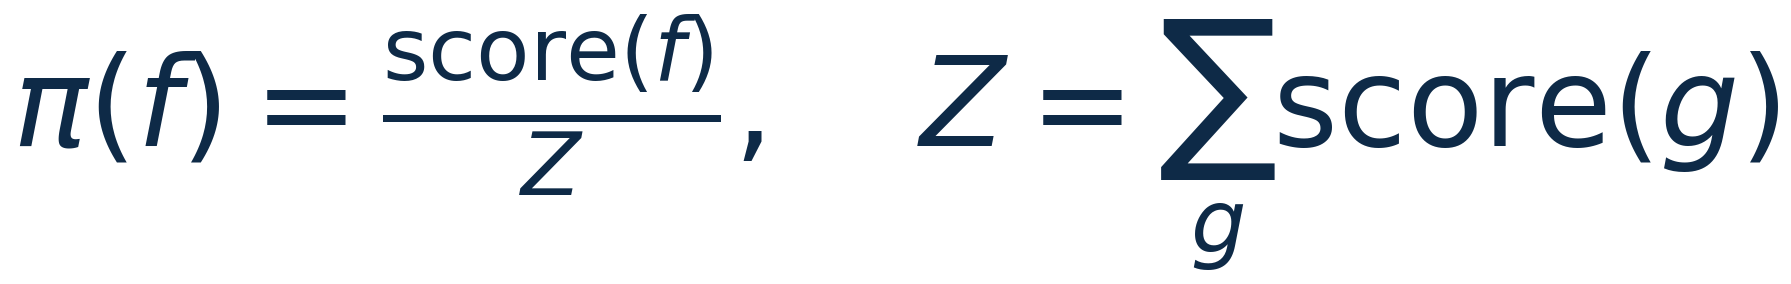 π(f) = score(f)/Z,  Z = ∑_g score(g)